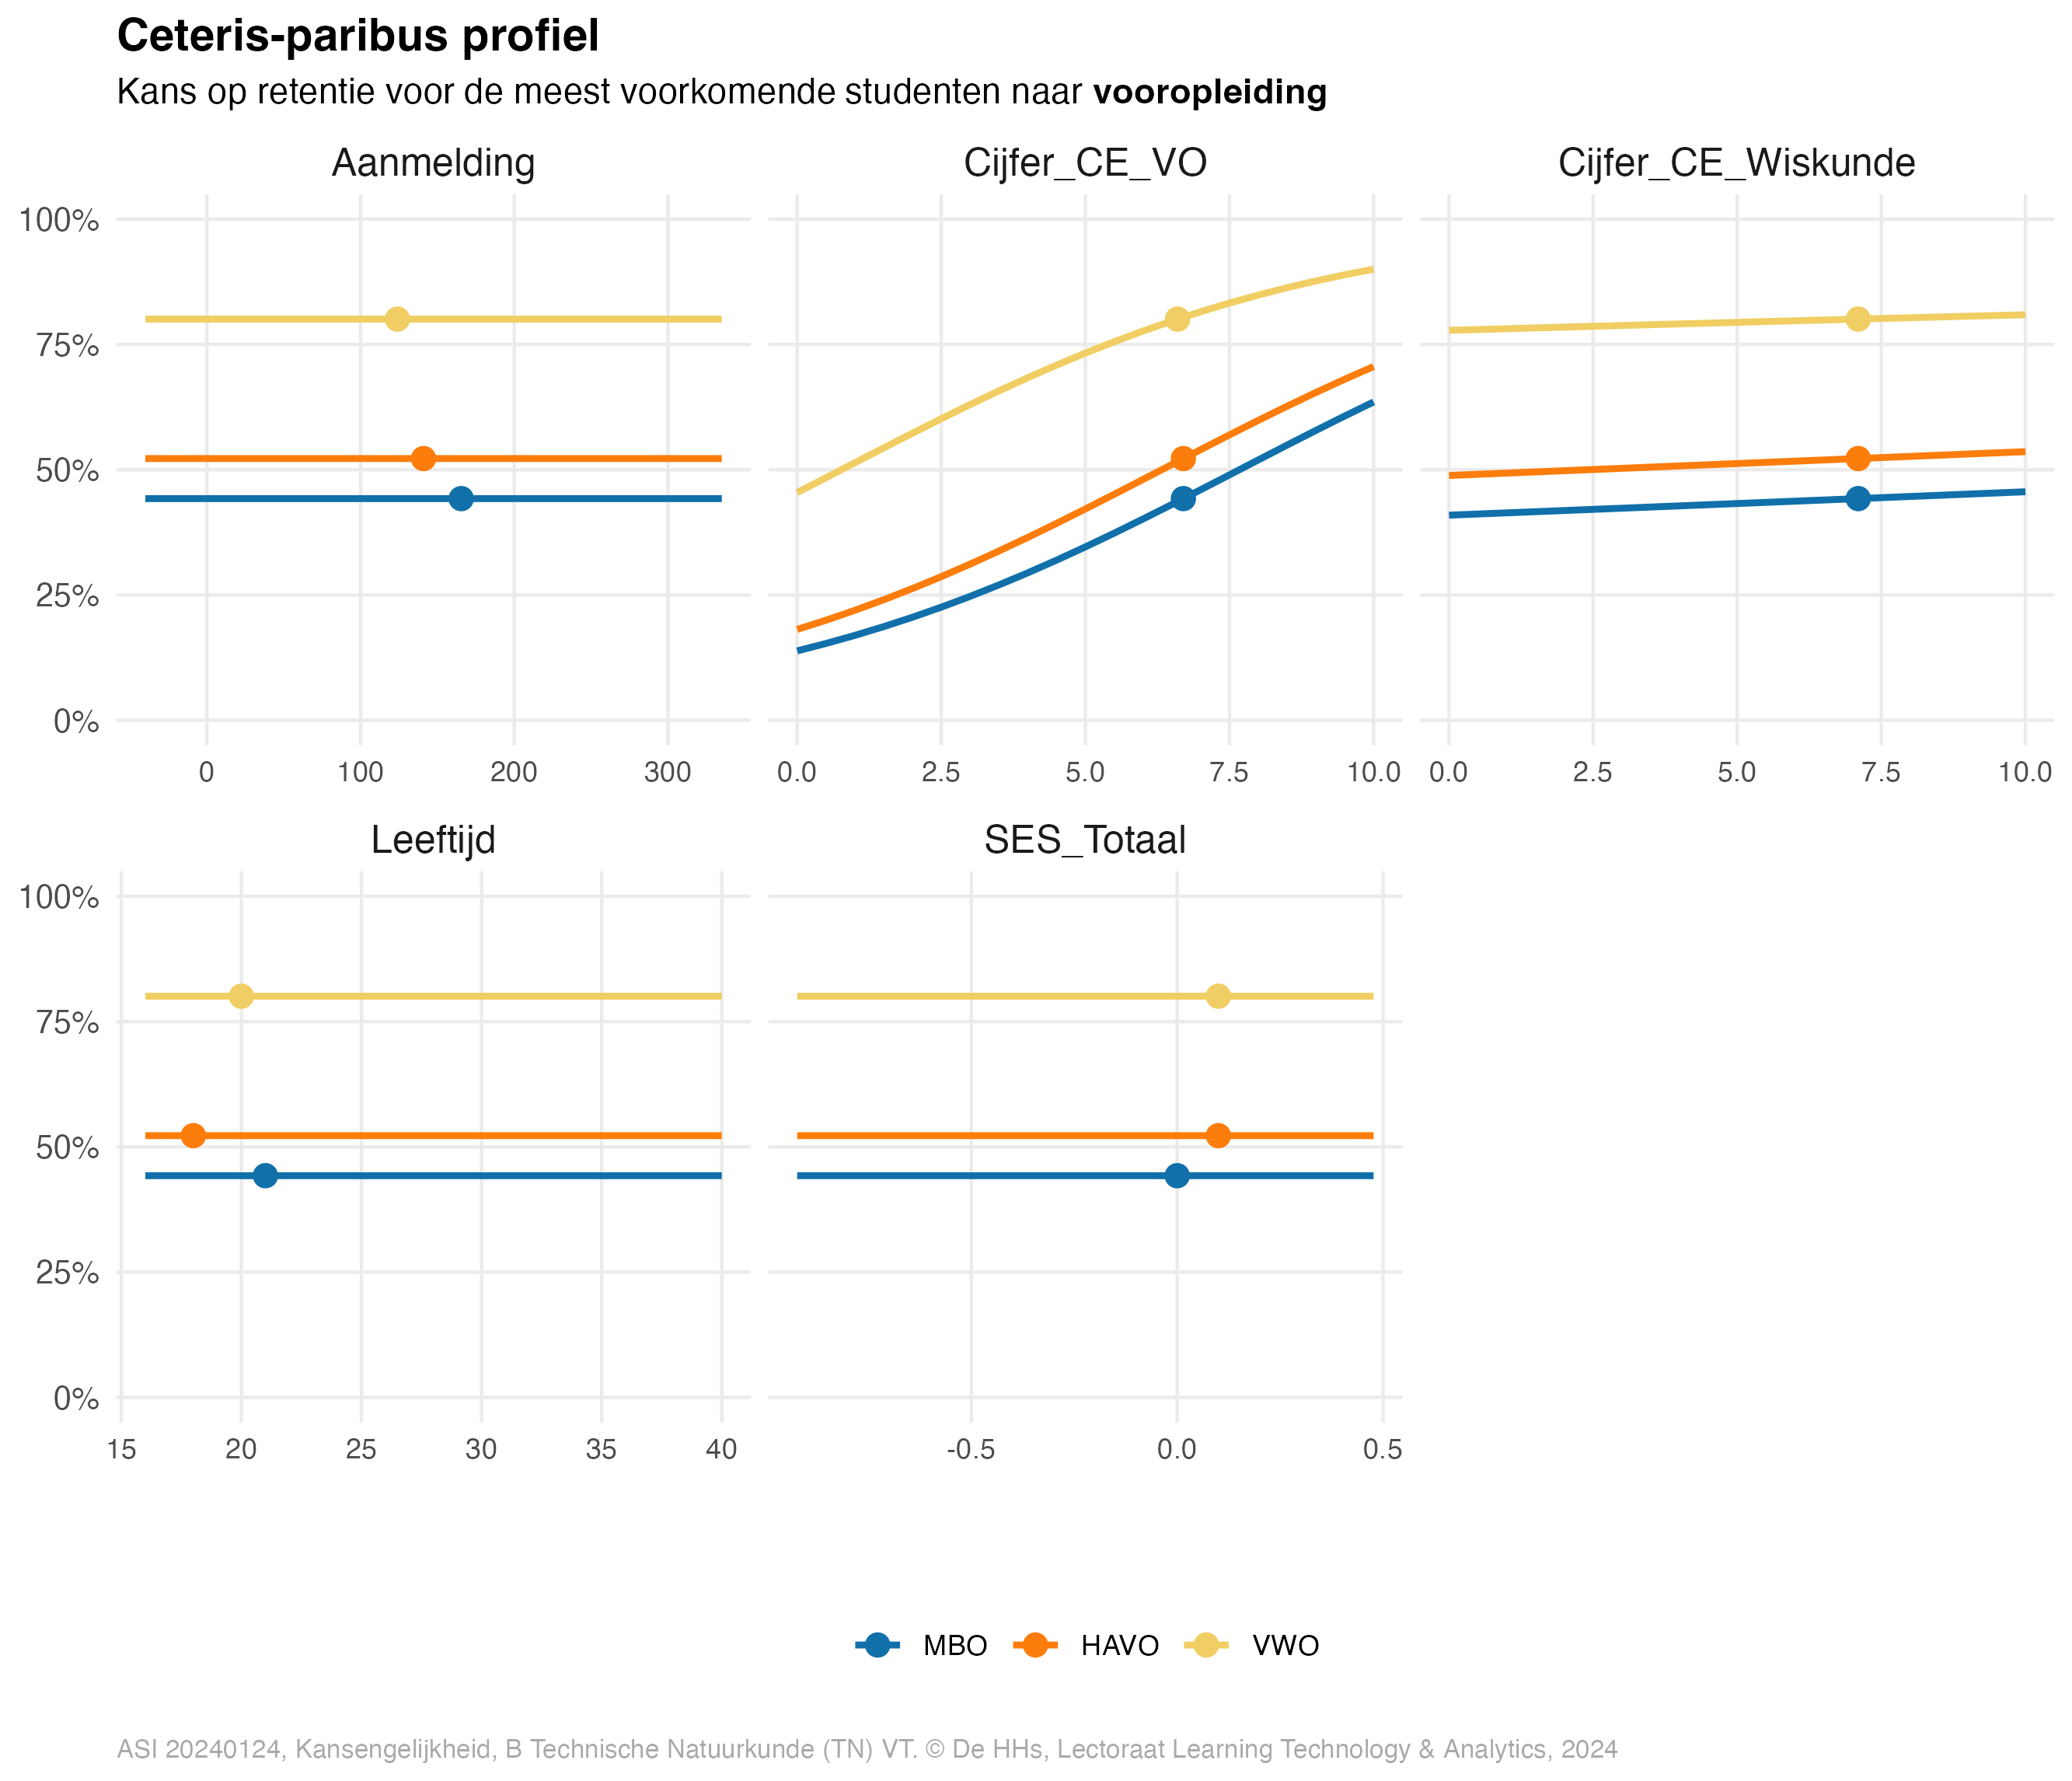 Ceteris-paribus profiel
Kans op retentie voor de meest voorkomende studenten naar vooropleiding
Aanmelding
Cijfer_CE_VO
Cijfer_CE_Wiskunde
100%
75%
50%
25%
0%
0 100 200 300
0.0 2.5 5.0 7.5 10.0
0.0 2.5 5.0 7.5 10.0
Leeftijd
SES_Totaal
100%
75%
50%
25%
0%
15 20 25 30 35 40
-0.5 0.0 0.5
MBO HAVO VWO
ASI 20240124, Kansengelijkheid, B Technische Natuurkunde (TN) VT. © De HHs, Lectoraat Learning Technology & Analytics, 2024